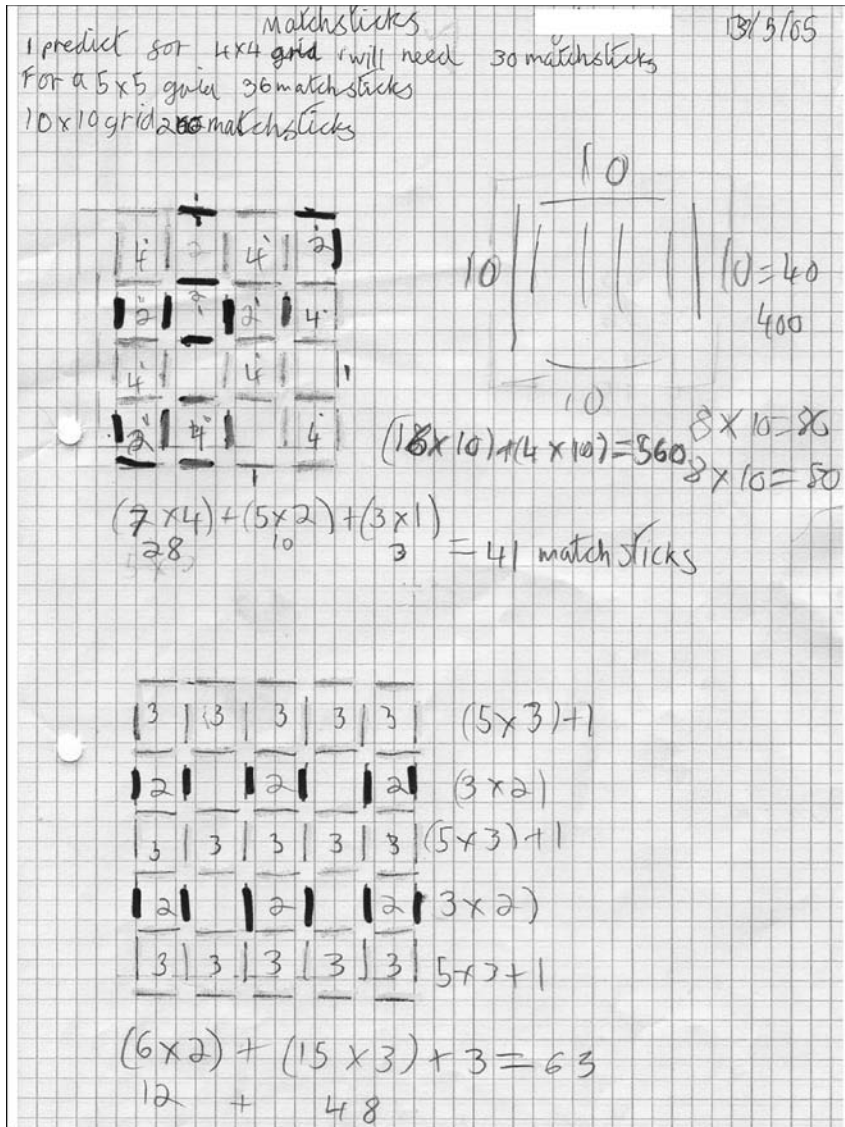 Matchsticks
13/5/05
I predict for 4x4 grid i will need 30 matchsticks
For a 5x5 grid 36 matchsticks
10x10 grid matchsticks
10
10 10=40
400
10
4 2 4 2
2 1 2 4
4 4
2 4 4
(16x10)+(4x10)=360
8x10=80
8x10=80
(7x4)+(5x2)+(3x1)
28 10 3 = 41 matchsticks
3 3 3 3 3 (5x3)+1
2 2 2 (3x2)
3 3 3 3 3 (5x3)+1
2 2 2 3x2)
3 3 3 3 3 5x3+1
(6x2) + (15x3) + 3 = 63
12 + 48